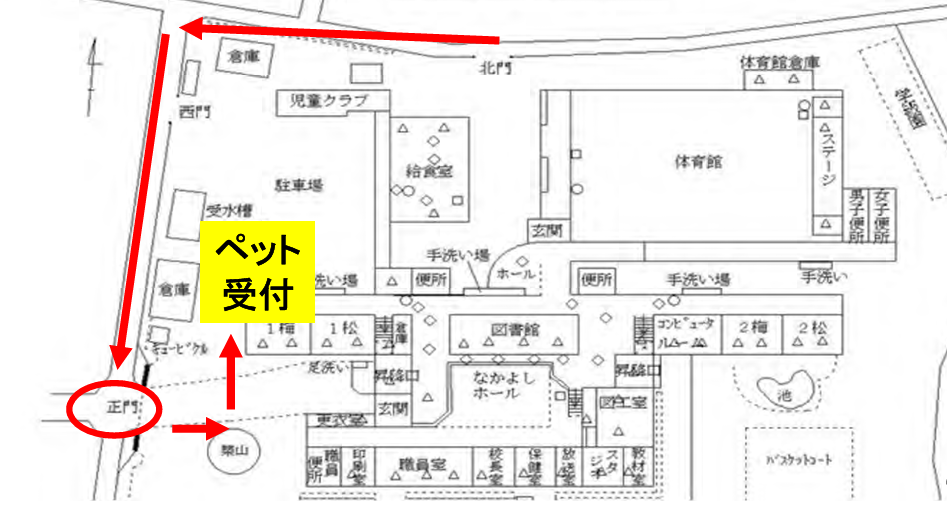 倉庫
北門
体育館倉庫
西門
児童クラブ
ステージ
給食室
体育館
駐車場
受水槽
男子便所
女子便所
玄関
ペット
受付
手洗い場
ホール
洗い場
便所
便所
手洗い場
手洗い
倉庫
1梅
1松
倉庫
図書館
コンピュータ
ルーム
2梅
2松
キュービクル
足洗い
昇降口
なかよし
ホール
昇降口
池
正門
玄関
図工室
更衣室
築山
バスケットコート
職員
便所
印刷室
職員室
校長室
保健室
放送室
スタジオ
教材室